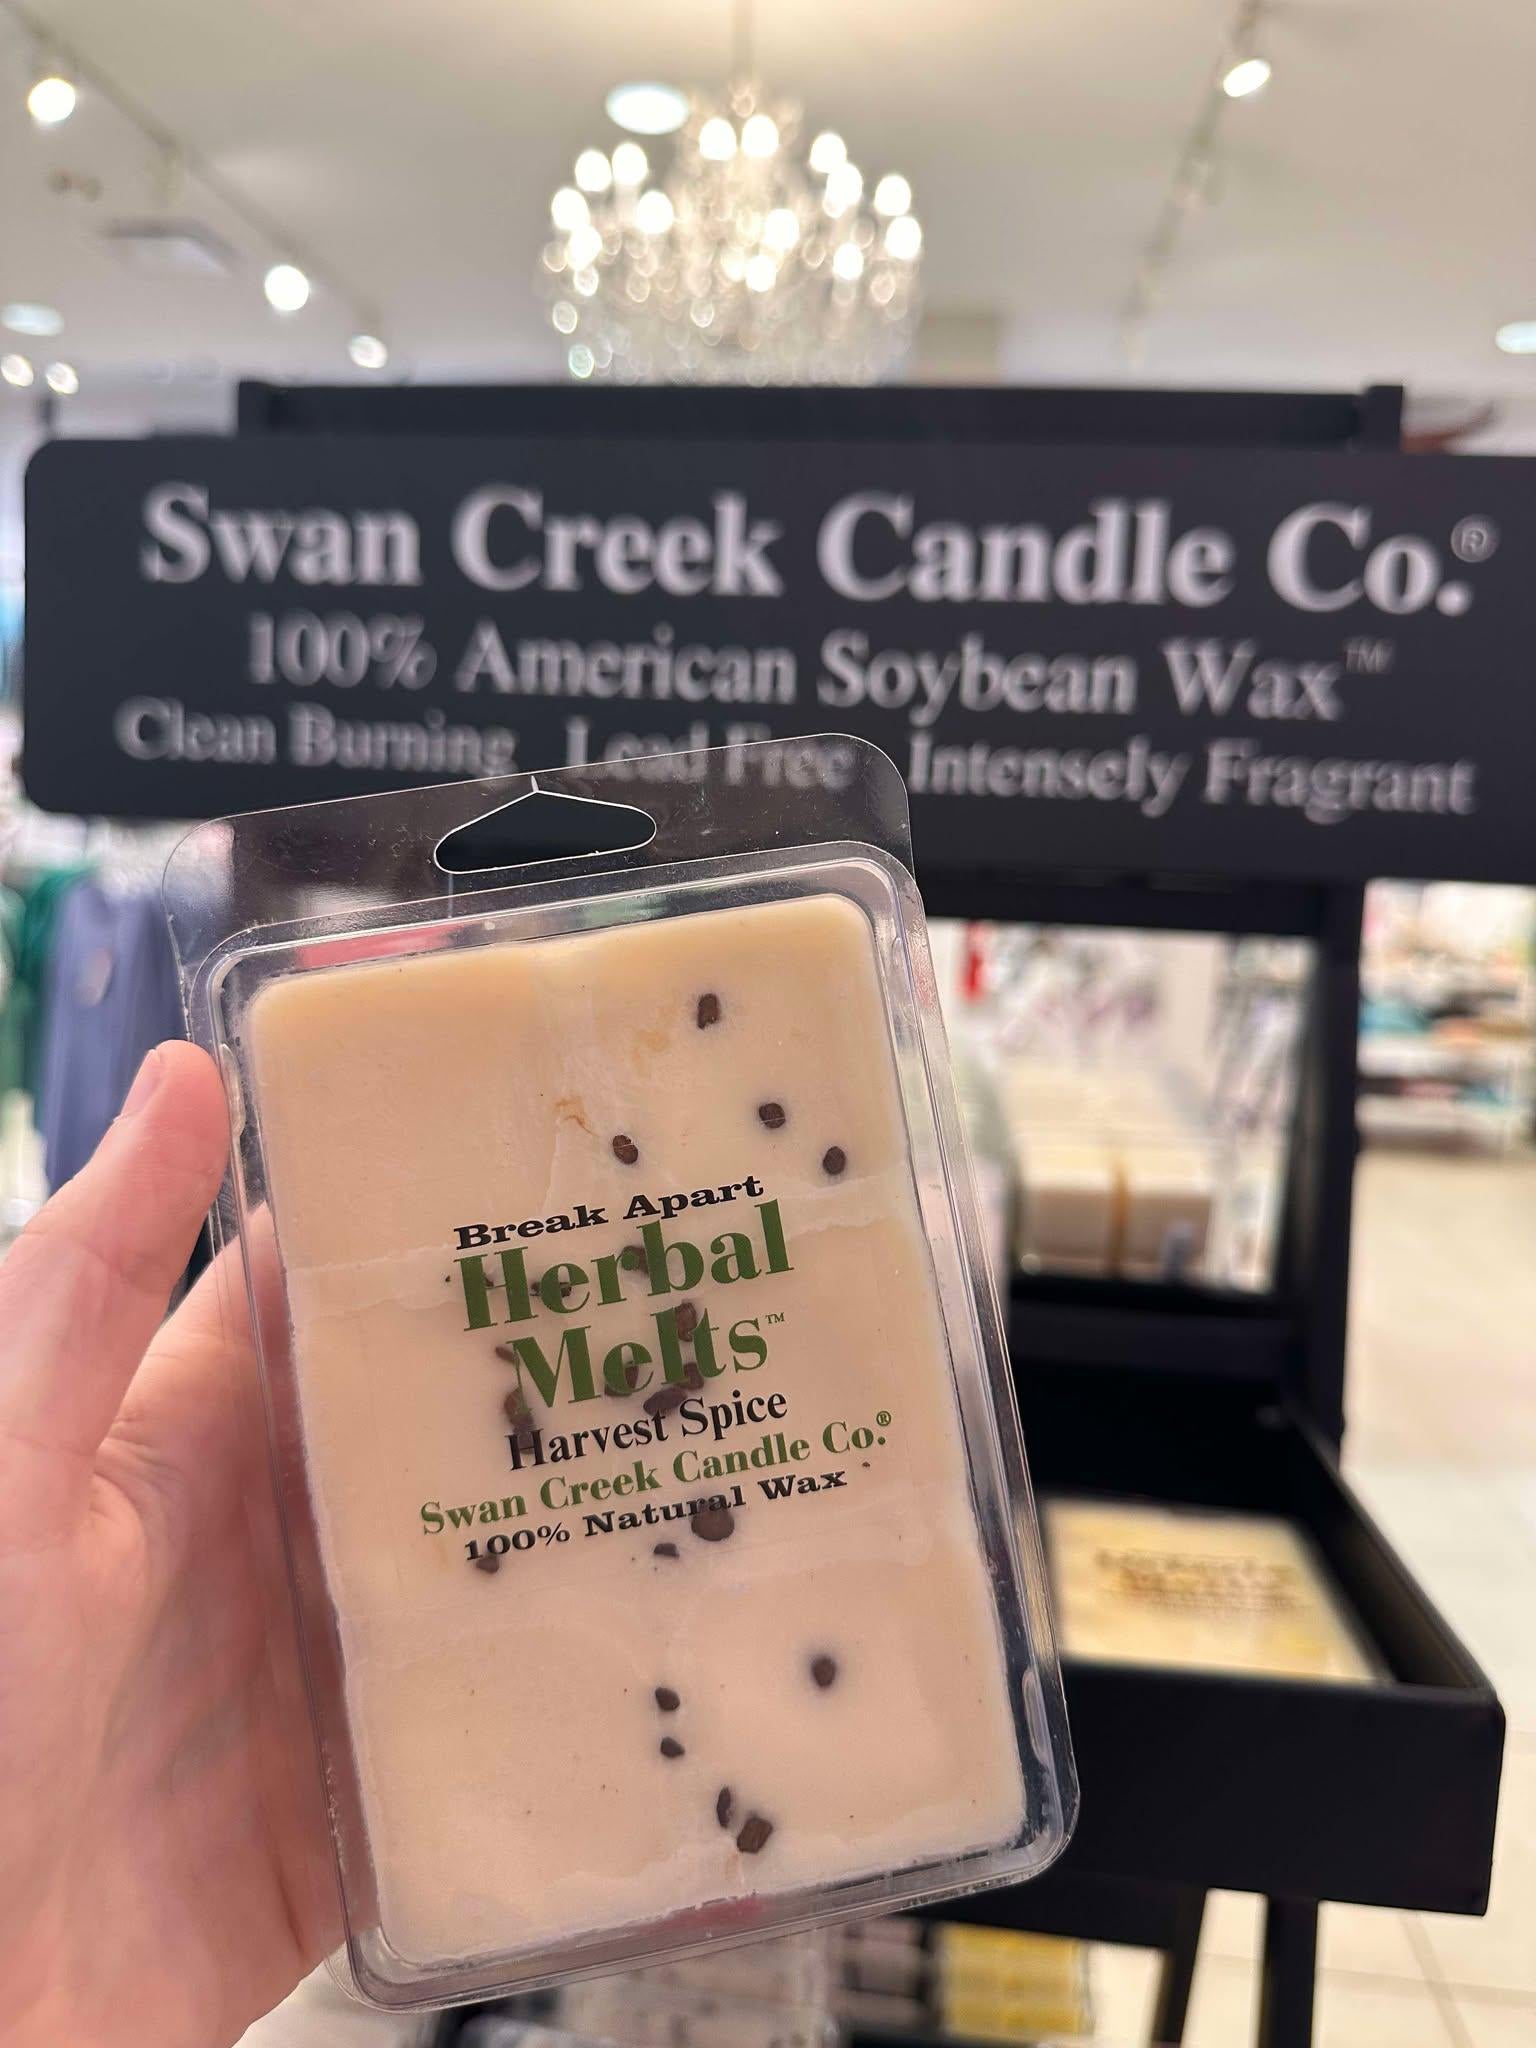 Swan Creek Candle Co.®
100% American Soybean Wax™
Clean Burning Lead Free Intensely Fragrant
Break Apart
Herbal
Melts™
Harvest Spice
Swan Creek Candle Co.®
100% Natural Wax